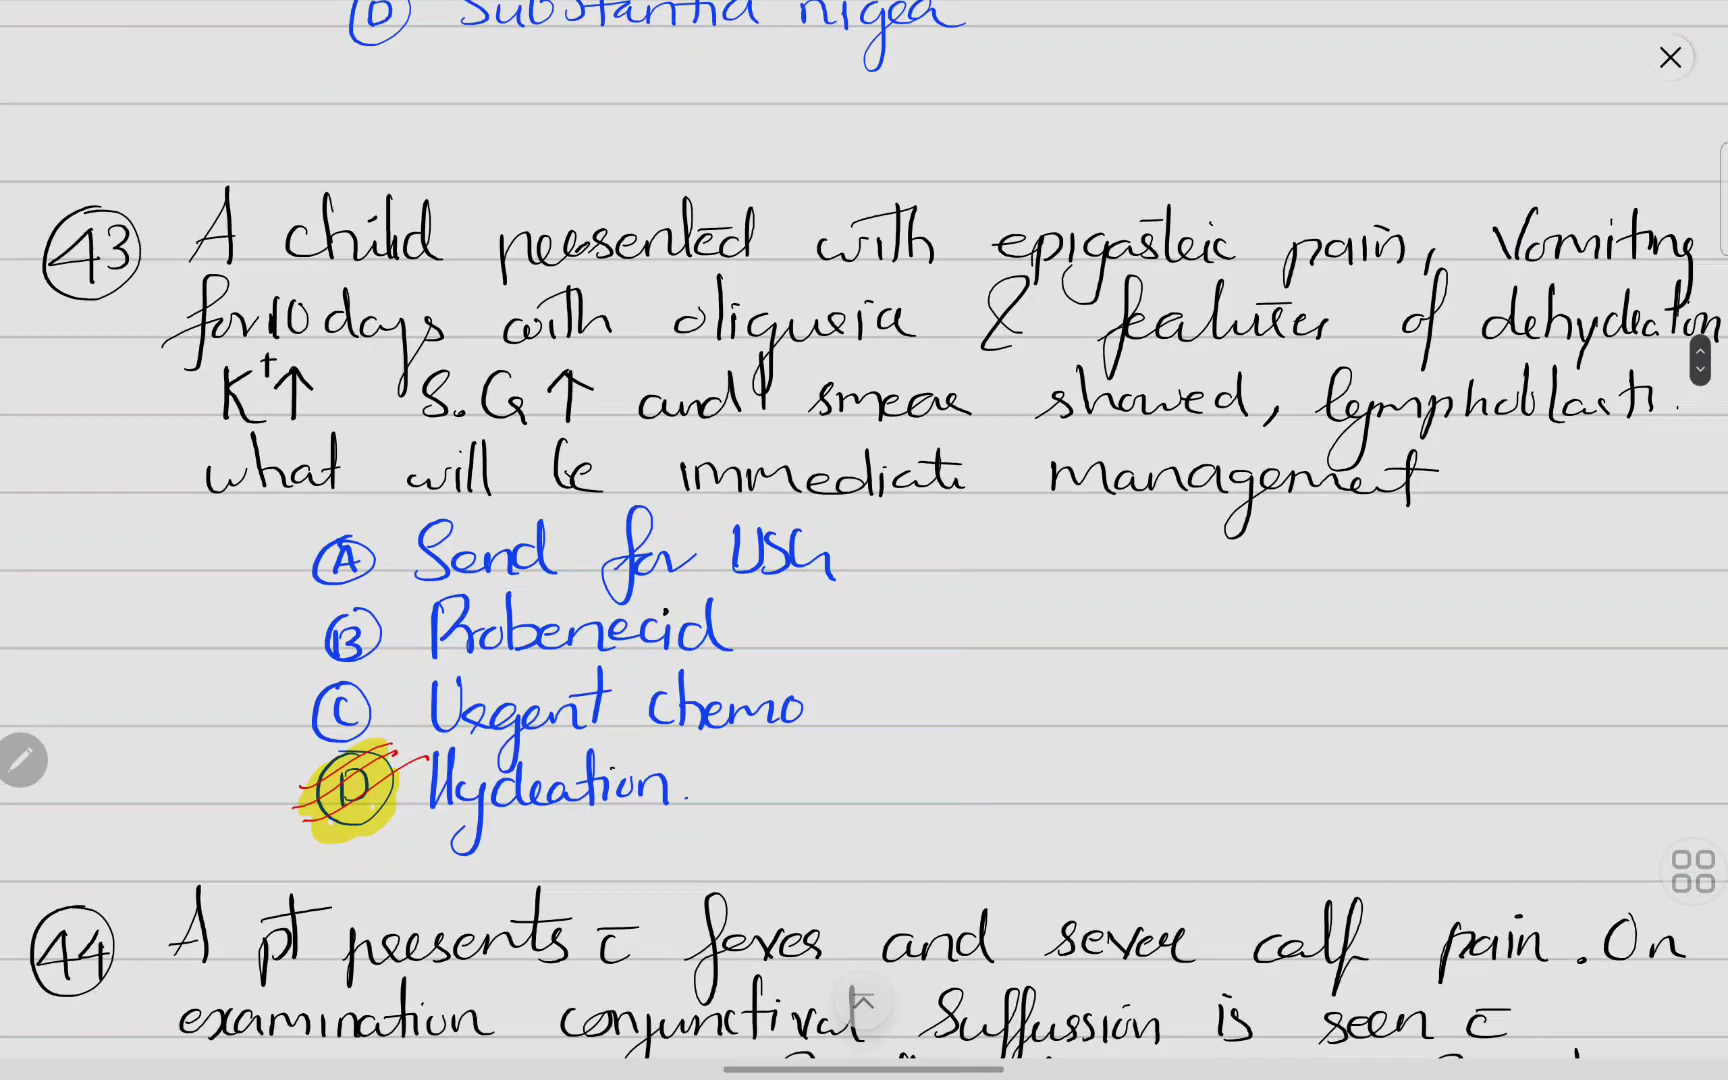 D Substantia nigra
43 A child presented with epigastric pain, Vomiting
for 10 days with oliguria & features of dehydration
K+↑ S.Cr ↑ and smear showed, lymphoblasts.
what will be immediate management
A Send for USG
B Probenecid
C Urgent chemo
D Hydration.
44 A pt presents c̄ fever and sever calf pain. On
examination conjunctival Suffussion is seen c̄